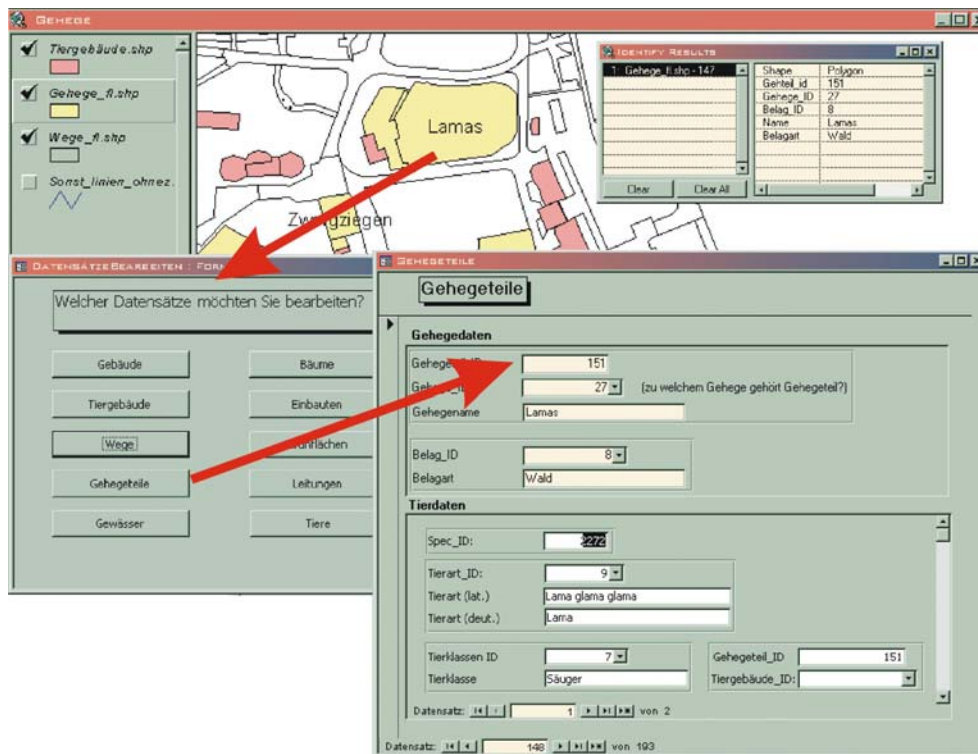 GEHEGE
Tiergebäude.shp
Gehege_fl.shp
Wege_fl.shp
Sonst_linien_ohnez.
Lamas
IDENTIFY RESULTS
1: Gehege_fl.shp - 147
Shape Polygon
Gehteil_id 151
Gehege_ID 27
Belag_ID 8
Name Lamas
Belagart Wald
Clear Clear All
DATENSÄTZEBEARBEITEN :
Welcher Datensätze möchten Sie bearbeiten?
Gebäude Bäume
Tiergebäude Einbauten
Wege
Gehegeteile Leitungen
Gewässer Tiere
GEHEGETEILE
Gehegeteile
Gehegedaten
151
27 (zu welchem Gehege gehört Gehegeteil?)
Gehegename Lamas
Belag_ID 8
Belagart Wald
Tierdaten
Spec_ID: 2272
Tierart_ID: 9
Tierart (lat.) Lama glama glama
Tierart (deut.) Lama
Tierklassen ID 7 Gehegeteil_ID 151
Tierklasse Säuger Tiergebäude_ID:
Datensatz: 1 von 2
Datensatz: 148 von 193